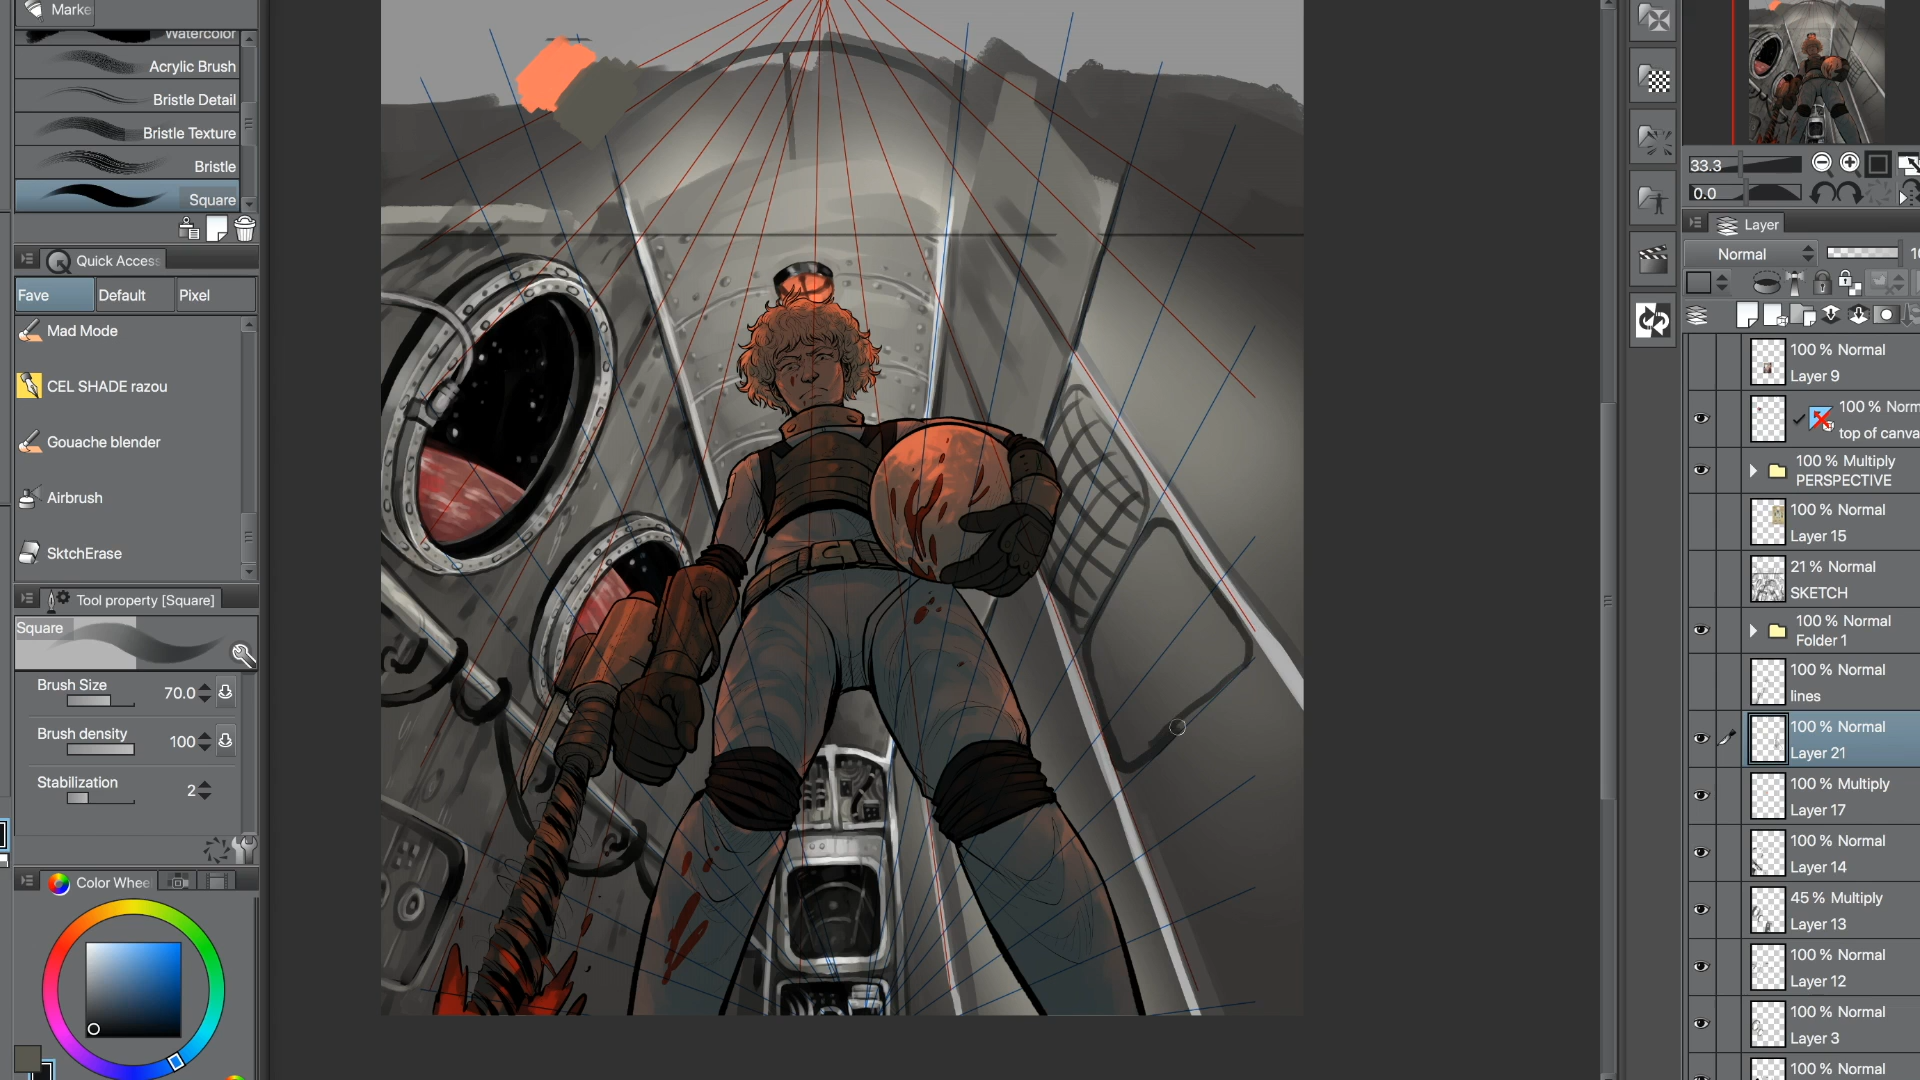 Marke
Watercolor
Acrylic Brush
Bristle Detail
Bristle Texture
Bristle
Square
Quick Access
Fave
Default
Pixel
Mad Mode
CEL SHADE razou
Gouache blender
Airbrush
SktchErase
Tool property [Square]
Square
Brush Size
70.0
Brush density
100
Stabilization
2
Color Whee
33.3
0.0
Layer
Normal
10
100 % Normal
Layer 9
100 % Norm
top of canva
100 % Multiply
PERSPECTIVE
100 % Normal
Layer 15
21 % Normal
SKETCH
100 % Normal
Folder 1
100 % Normal
lines
100 % Normal
Layer 21
100 % Multiply
Layer 17
100 % Normal
Layer 14
45 % Multiply
Layer 13
100 % Normal
Layer 12
100 % Normal
Layer 3
100 % Normal